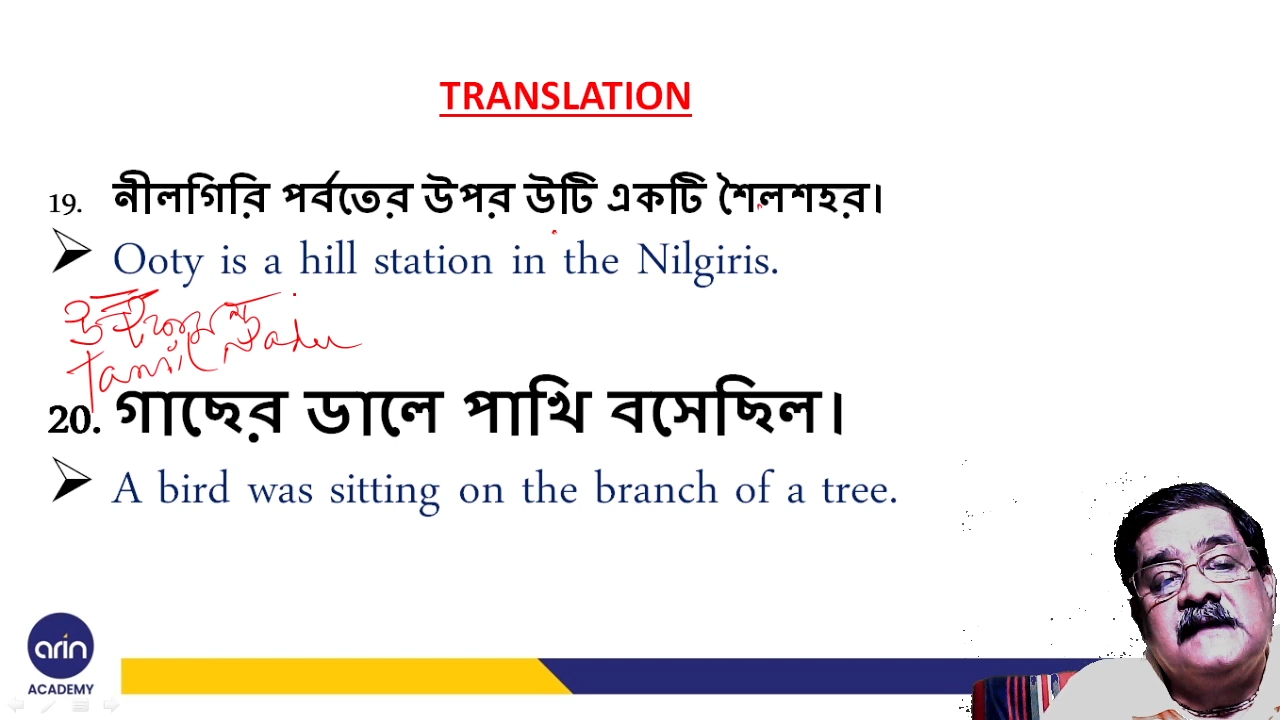 TRANSLATION
19. নীলগিরি পর্বতের উপর উটি একটি শৈলশহর।
Ooty is a hill station in the Nilgiris.
Tamil Nadu
20. গাছের ডালে পাখি বসেছিল।
A bird was sitting on the branch of a tree.
arin
ACADEMY